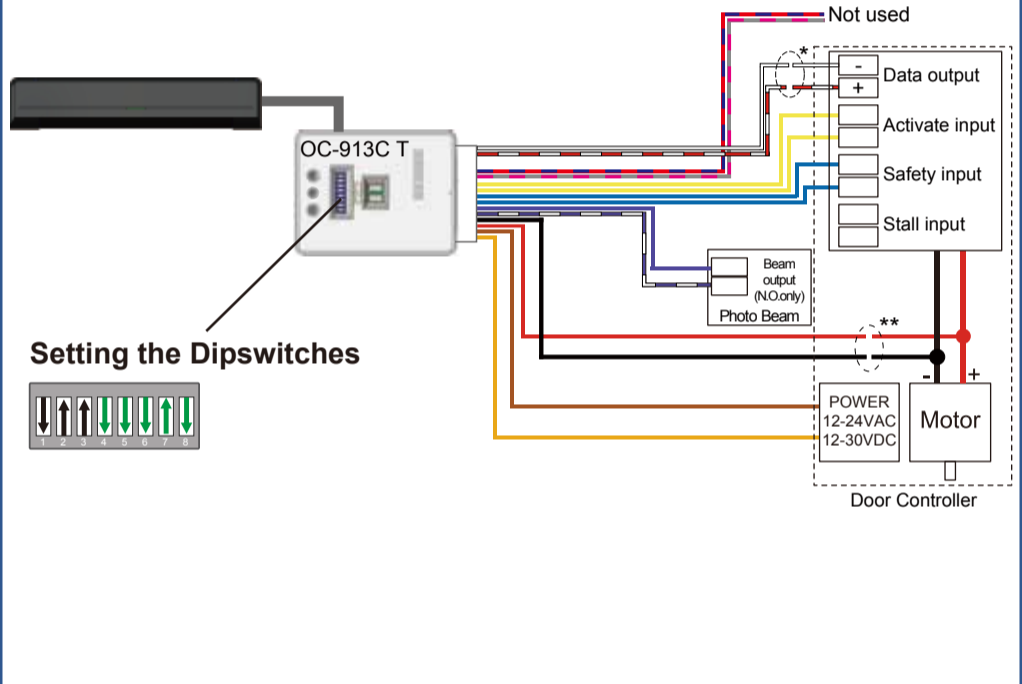 Not used
*
-
Data output
+
Activate input
OC-913C T
Safety input
Stall input
Beam
output
(N.O.only)
Photo Beam
**
Setting the Dipswitches
- +
POWER
12-24VAC
12-30VDC
Motor
1 2 3 4 5 6 7 8
Door Controller